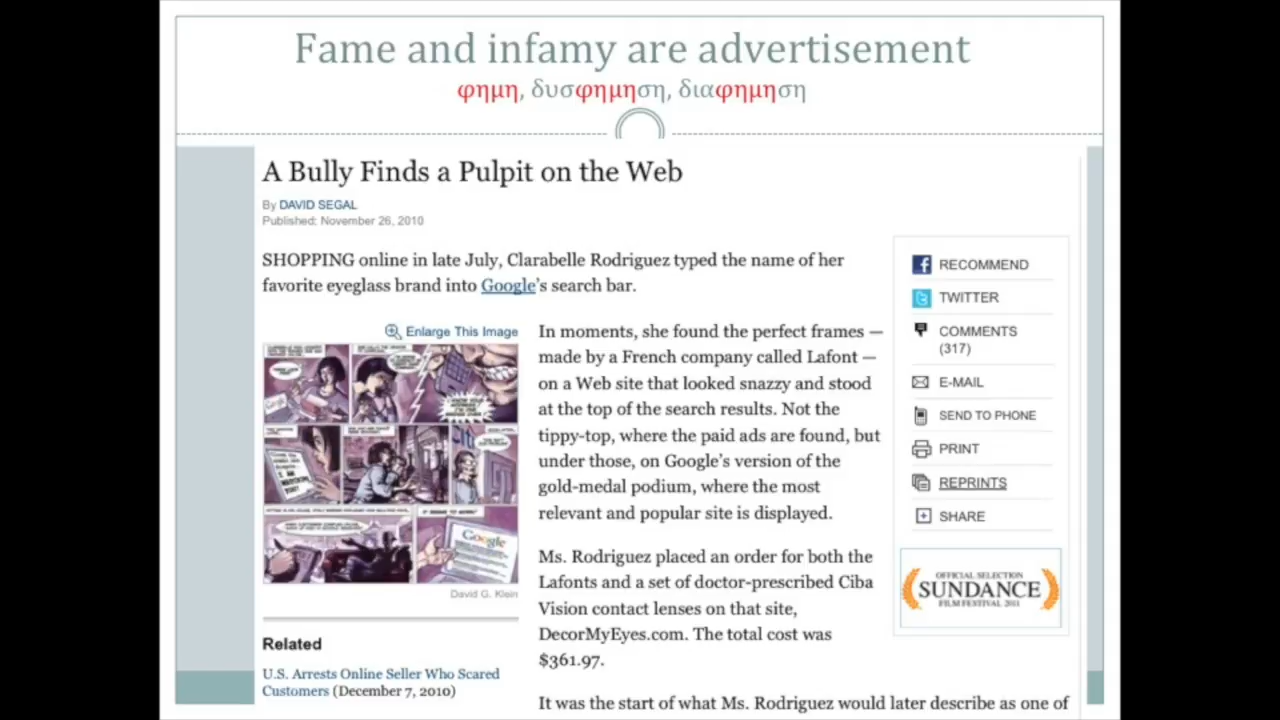 Fame and infamy are advertisement
φημη, δυσφημηση, διαφημηση
A Bully Finds a Pulpit on the Web
By DAVID SEGAL
Published: November 26, 2010
SHOPPING online in late July, Clarabelle Rodriguez typed the name of her
favorite eyeglass brand into Google's search bar.
Enlarge This Image
Google
David G. Klein
Related
U.S. Arrests Online Seller Who Scared
Customers (December 7, 2010)
In moments, she found the perfect frames —
made by a French company called Lafont —
on a Web site that looked snazzy and stood
at the top of the search results. Not the
tippy-top, where the paid ads are found, but
under those, on Google's version of the
gold-medal podium, where the most
relevant and popular site is displayed.
Ms. Rodriguez placed an order for both the
Lafonts and a set of doctor-prescribed Ciba
Vision contact lenses on that site,
DecorMyEyes.com. The total cost was
$361.97.
It was the start of what Ms. Rodriguez would later describe as one of
RECOMMEND
TWITTER
COMMENTS
(317)
E-MAIL
SEND TO PHONE
PRINT
REPRINTS
SHARE
OFFICIAL SELECTION
SUNDANCE
FILM FESTIVAL 2011